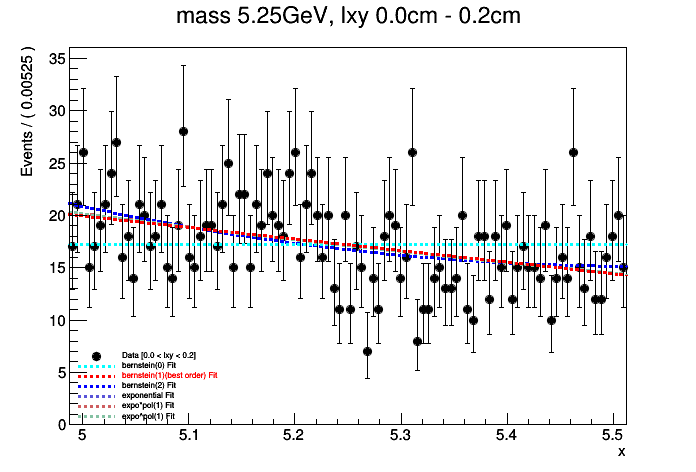 mass 5.25GeV, lxy 0.0cm - 0.2cm
Events / ( 0.00525 )
35
30
25
20
15
10
5
0
Data [0.0 < lxy < 0.2]
bernstein(0) Fit
bernstein(1)(best order) Fit
bernstein(2) Fit
exponential Fit
expo*pol(1) Fit
expo^pol(1) Fit
5 5.1 5.2 5.3 5.4 5.5
x